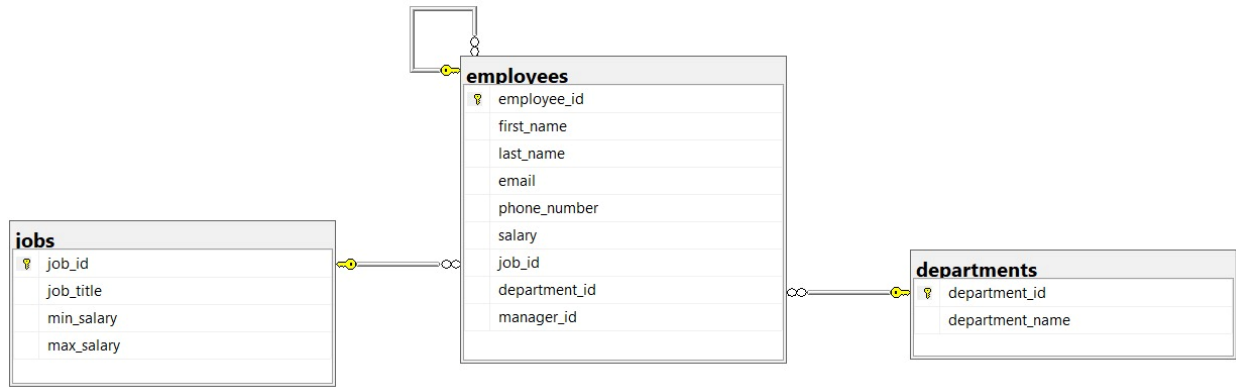 employees
employee_id
first_name
last_name
email
phone_number
salary
job_id
department_id
manager_id
jobs
job_id
job_title
min_salary
max_salary
departments
department_id
department_name